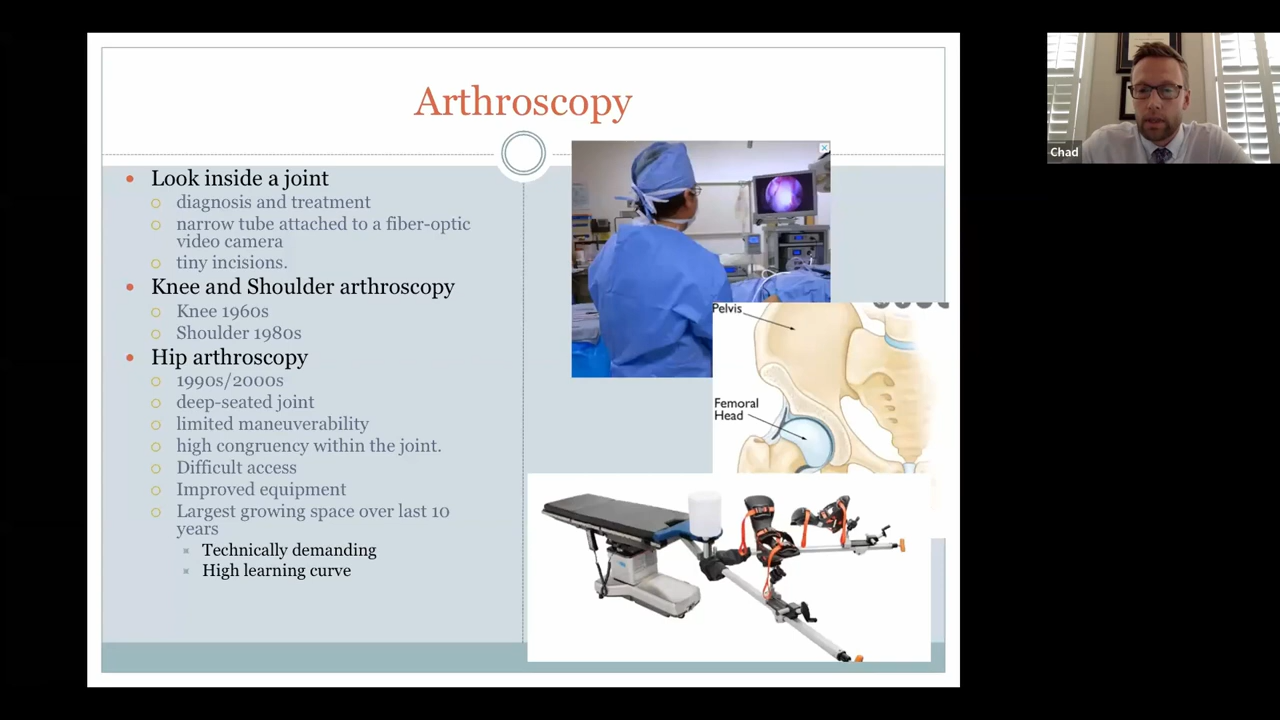 Arthroscopy
Look inside a joint
diagnosis and treatment
narrow tube attached to a fiber-optic
video camera
tiny incisions.
Knee and Shoulder arthroscopy
Knee 1960s
Shoulder 1980s
Hip arthroscopy
1990s/2000s
deep-seated joint
limited maneuverability
high congruency within the joint.
Difficult access
Improved equipment
Largest growing space over last 10
years
Technically demanding
High learning curve
Pelvis
Femoral
Head
Chad